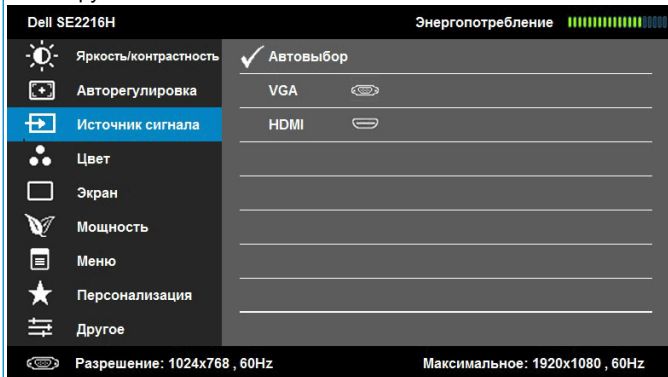 Dell SE2216H
Энергопотребление
Яркость/контрастность
Автовыбор
Авторегулировка
VGA
Источник сигнала
HDMI
Цвет
Экран
Мощность
Меню
Персонализация
Другое
Разрешение: 1024x768 , 60Hz
Максимальное: 1920x1080 , 60Hz